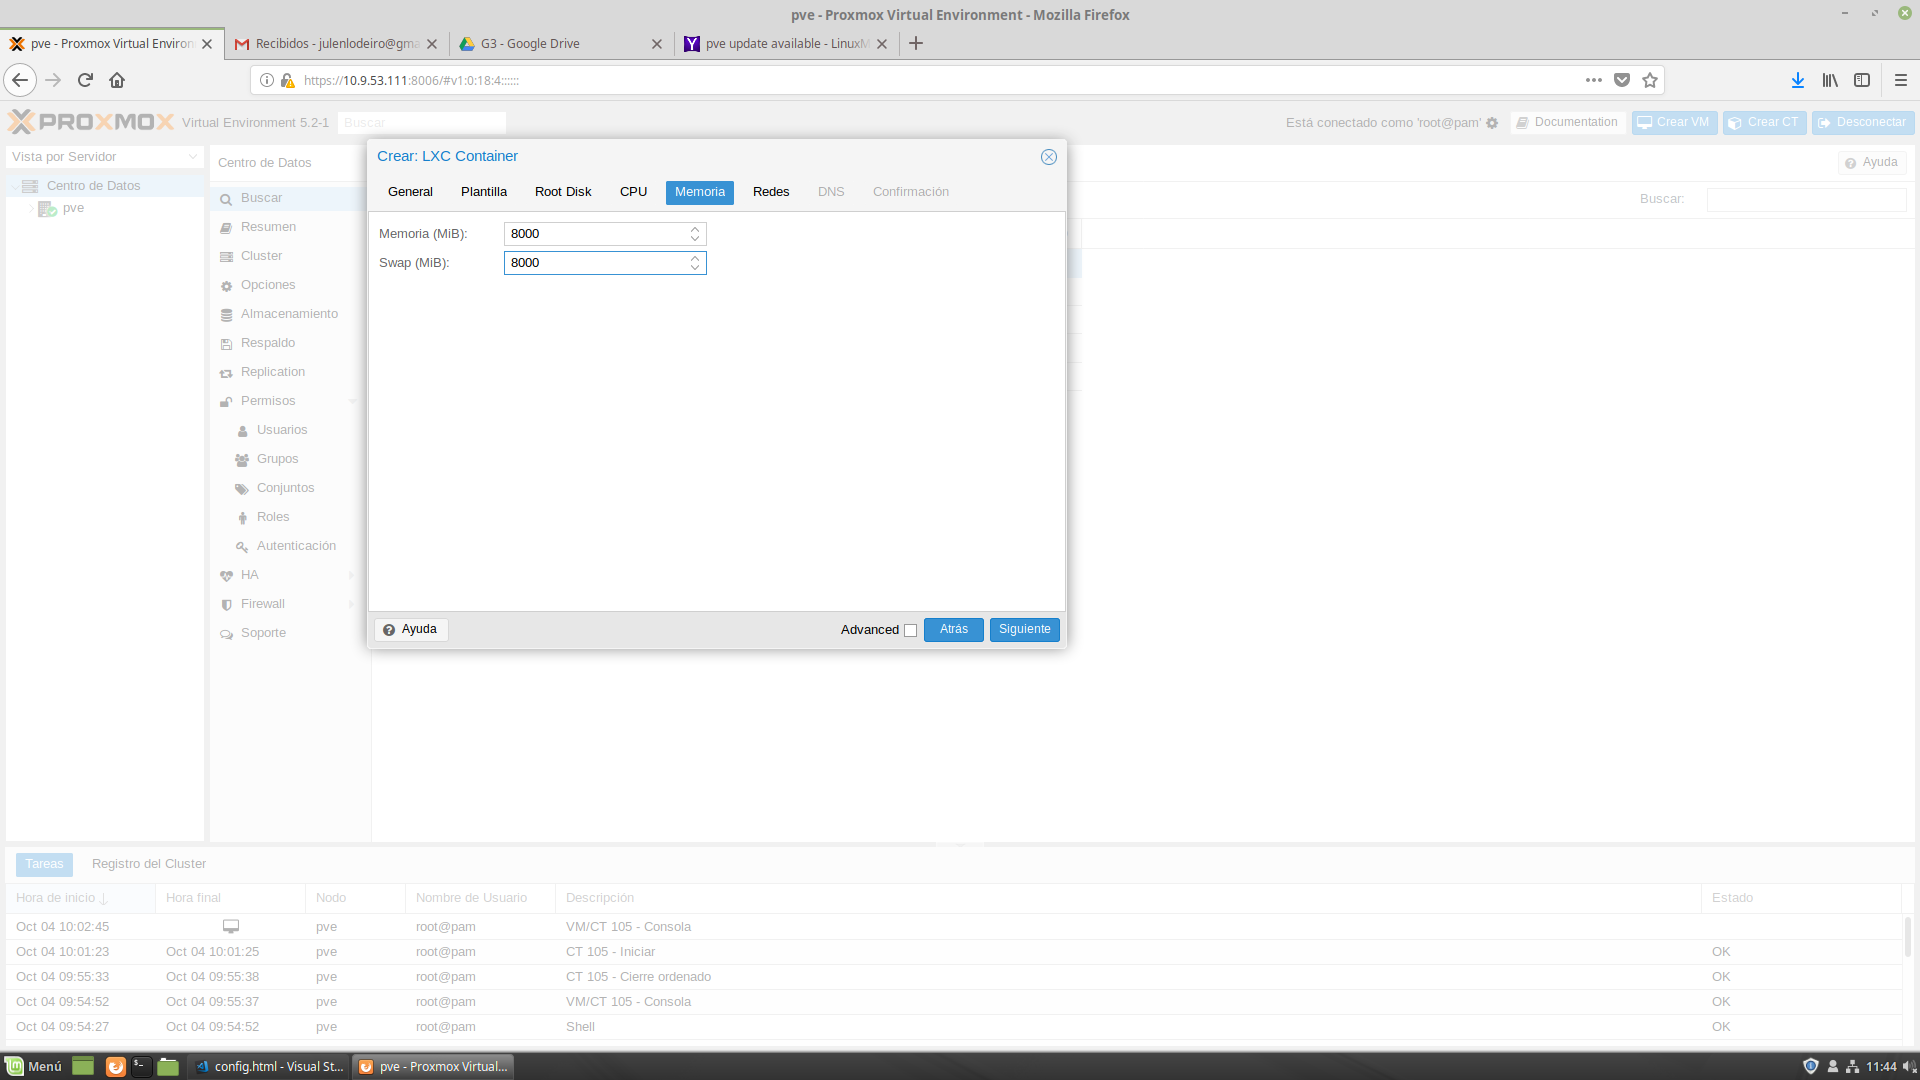 pve - Proxmox Virtual Environment - Mozilla Firefox
pve - Proxmox Virtual Environ
Recibidos - julenlodeiro@gma
G3 - Google Drive
pve update available - LinuxM
https://10.9.53.111:8006/#v1:0:18:4::::::
PROXMOX Virtual Environment 5.2-1 Buscar
Está conectado como 'root@pam' Documentation Crear VM Crear CT Desconectar
Vista por Servidor
Centro de Datos
pve
Centro de Datos
Ayuda
Buscar
Resumen
Cluster
Opciones
Almacenamiento
Respaldo
Replication
Permisos
Usuarios
Grupos
Conjuntos
Roles
Autenticación
HA
Firewall
Soporte
Buscar:
Crear: LXC Container
General Plantilla Root Disk CPU Memoria Redes DNS Confirmación
Memoria (MiB): 8000
Swap (MiB): 8000
Ayuda Advanced Atrás Siguiente
Tareas Registro del Cluster
Hora de inicio Hora final Nodo Nombre de Usuario Descripción Estado
Oct 04 10:02:45 pve root@pam VM/CT 105 - Consola
Oct 04 10:01:23 Oct 04 10:01:25 pve root@pam CT 105 - Iniciar OK
Oct 04 09:55:33 Oct 04 09:55:38 pve root@pam CT 105 - Cierre ordenado OK
Oct 04 09:54:52 Oct 04 09:55:37 pve root@pam VM/CT 105 - Consola OK
Oct 04 09:54:27 Oct 04 09:54:52 pve root@pam Shell OK
Menú config.html - Visual St... pve - Proxmox Virtual... 11:44